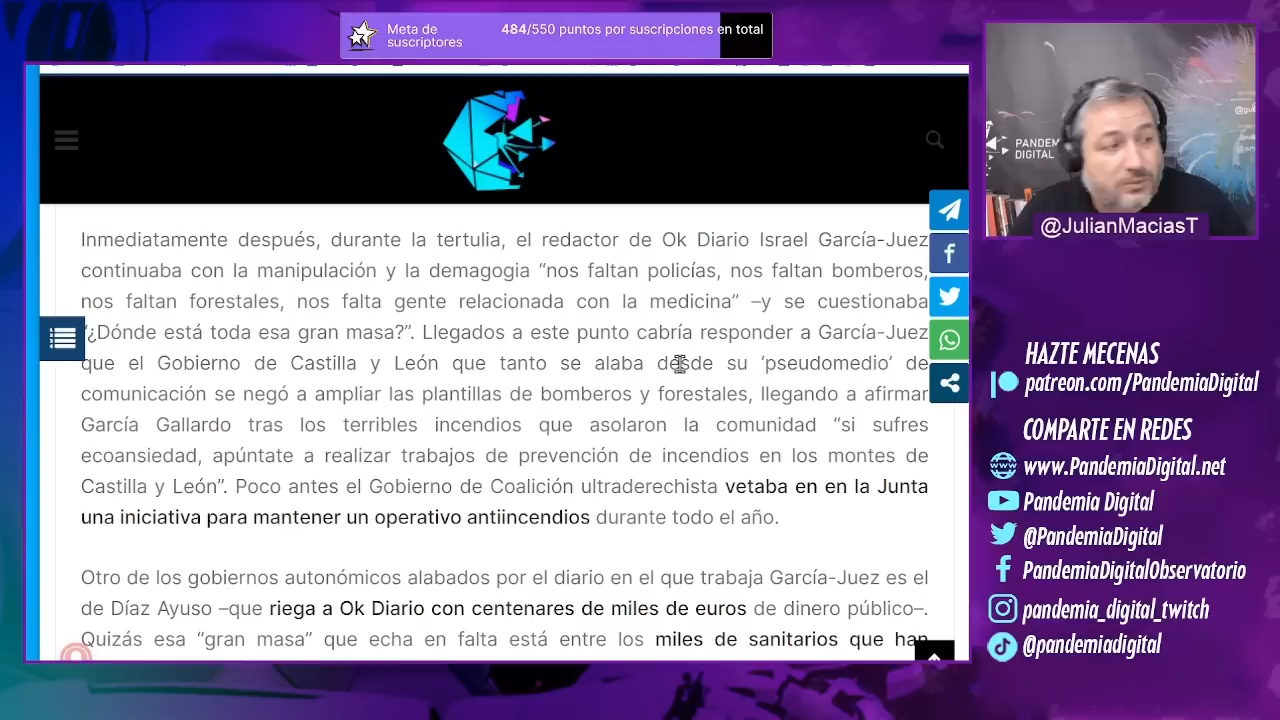 Meta de
suscriptores
484/550 puntos por suscripciones en total
Inmediatamente después, durante la tertulia, el redactor de Ok Diario Israel García-Juez
continuaba con la manipulación y la demagogia “nos faltan policías, nos faltan bomberos,
nos faltan forestales, nos falta gente relacionada con la medicina” –y se cuestionaba
“¿Dónde está toda esa gran masa?”. Llegados a este punto cabría responder a García-Juez
que el Gobierno de Castilla y León que tanto se alaba desde su ‘pseudomedio’ de
comunicación se negó a ampliar las plantillas de bomberos y forestales, llegando a afirmar
García Gallardo tras los terribles incendios que asolaron la comunidad “si sufres
ecoansiedad, apúntate a realizar trabajos de prevención de incendios en los montes de
Castilla y León”. Poco antes el Gobierno de Coalición ultraderechista vetaba en en la Junta
una iniciativa para mantener un operativo antiincendios durante todo el año.
Otro de los gobiernos autonómicos alabados por el diario en el que trabaja García-Juez es el
de Díaz Ayuso –que riega a Ok Diario con centenares de miles de euros de dinero público–.
Quizás esa “gran masa” que echa en falta está entre los miles de sanitarios que han
PANDEM
DIGITAL
@JulianMaciasT
HAZTE MECENAS
patreon.com/PandemiaDigital
COMPARTE EN REDES
www.PandemiaDigital.net
Pandemia Digital
@PandemiaDigital
PandemiaDigitalObservatorio
pandemia_digital_twitch
@pandemiadigital